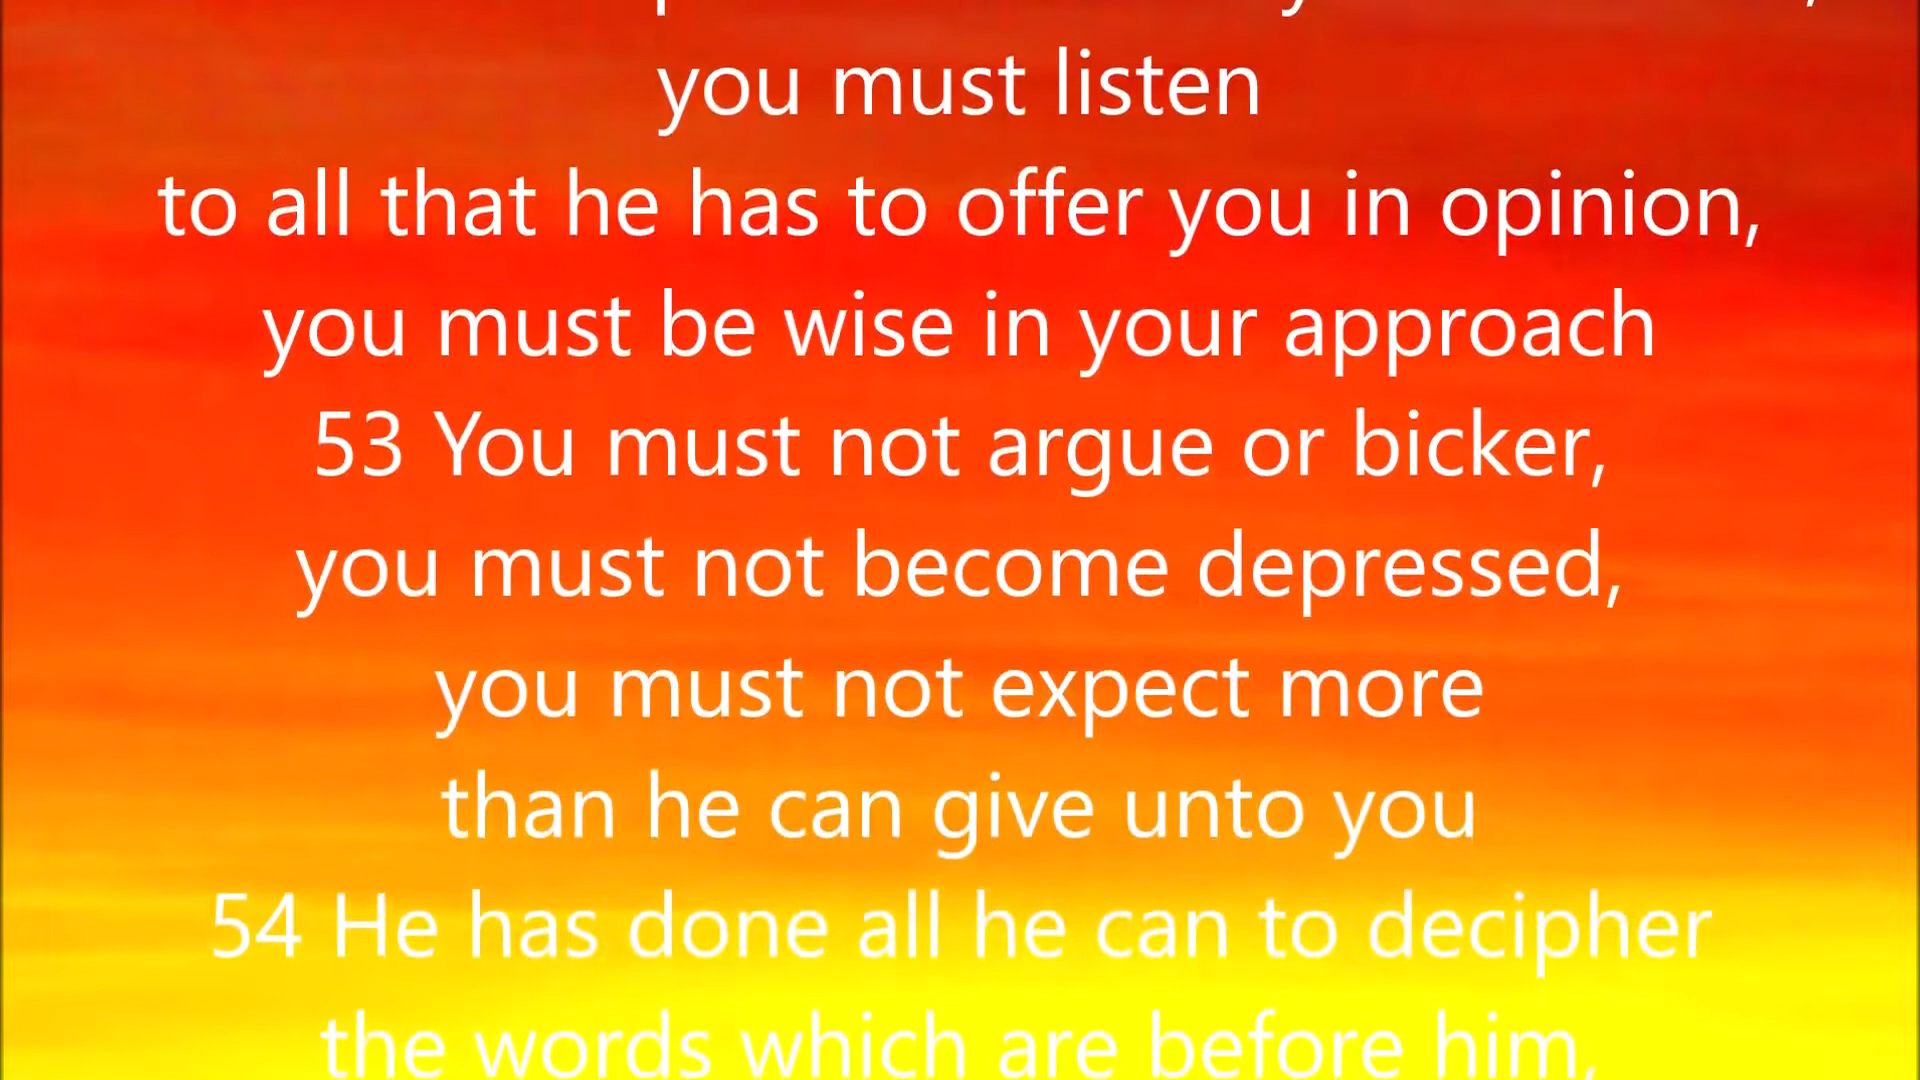 you must listen
to all that he has to offer you in opinion,
you must be wise in your approach
53 You must not argue or bicker,
you must not become depressed,
you must not expect more
than he can give unto you
54 He has done all he can to decipher
the words which are before him,